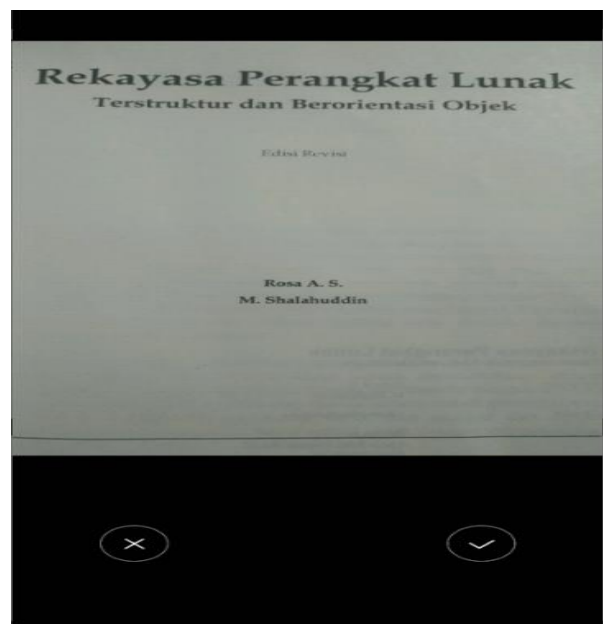 Rekayasa Perangkat Lunak
Terstruktur dan Berorientasi Objek
Edisi Revisi
Rosa A. S.
M. Shalahuddin